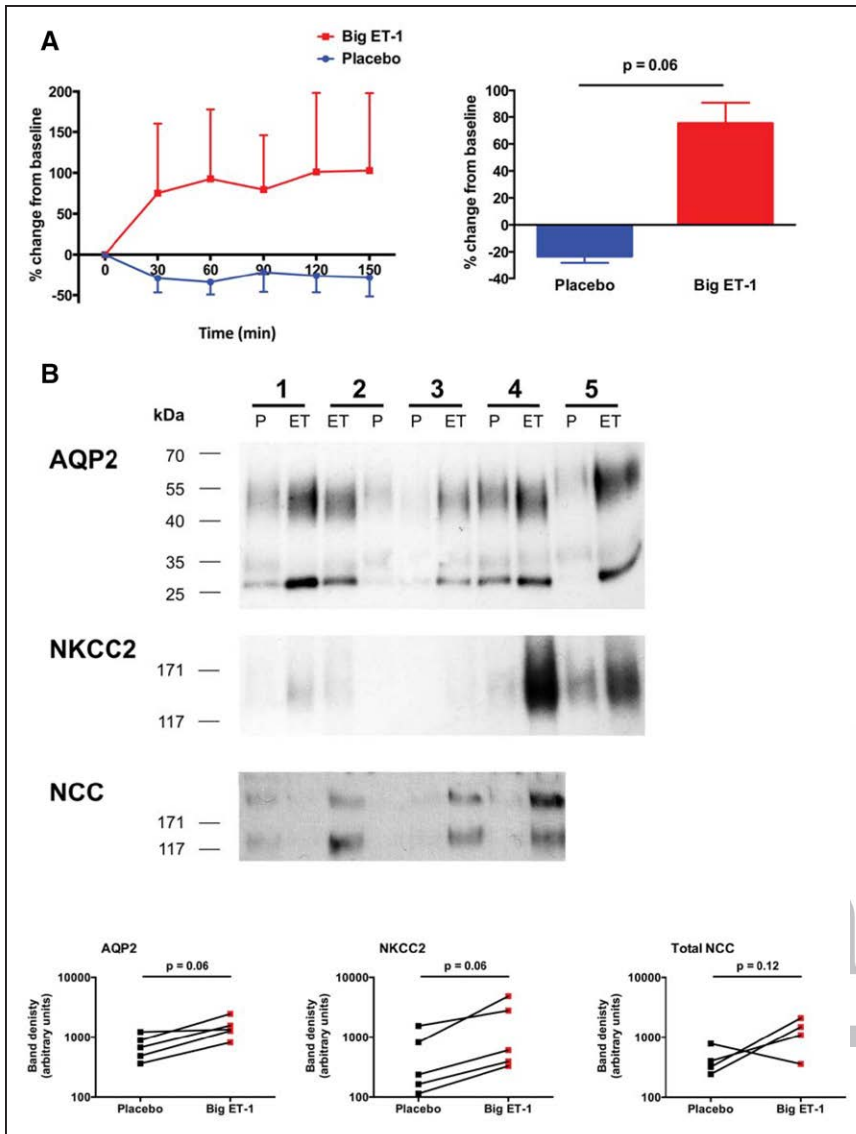 A
Big ET-1
Placebo
% change from baseline
200
150
100
50
0
-50
0 30 60 90 120 150
Time (min)
p = 0.06
% change from baseline
100
80
60
40
20
0
-20
-40
Placebo Big ET-1
B
1 2 3 4 5
kDa P ET ET P P ET P ET P ET
AQP2
70
55
40
35
25
NKCC2
171
117
NCC
171
117
AQP2
p = 0.06
Band denisty
(arbitrary units)
10000
1000
100
Placebo Big ET-1
NKCC2
p = 0.06
Band denisty
(arbitrary units)
10000
1000
100
Placebo Big ET-1
Total NCC
p = 0.12
Band denisty
(arbitrary units)
10000
1000
100
Placebo Big ET-1